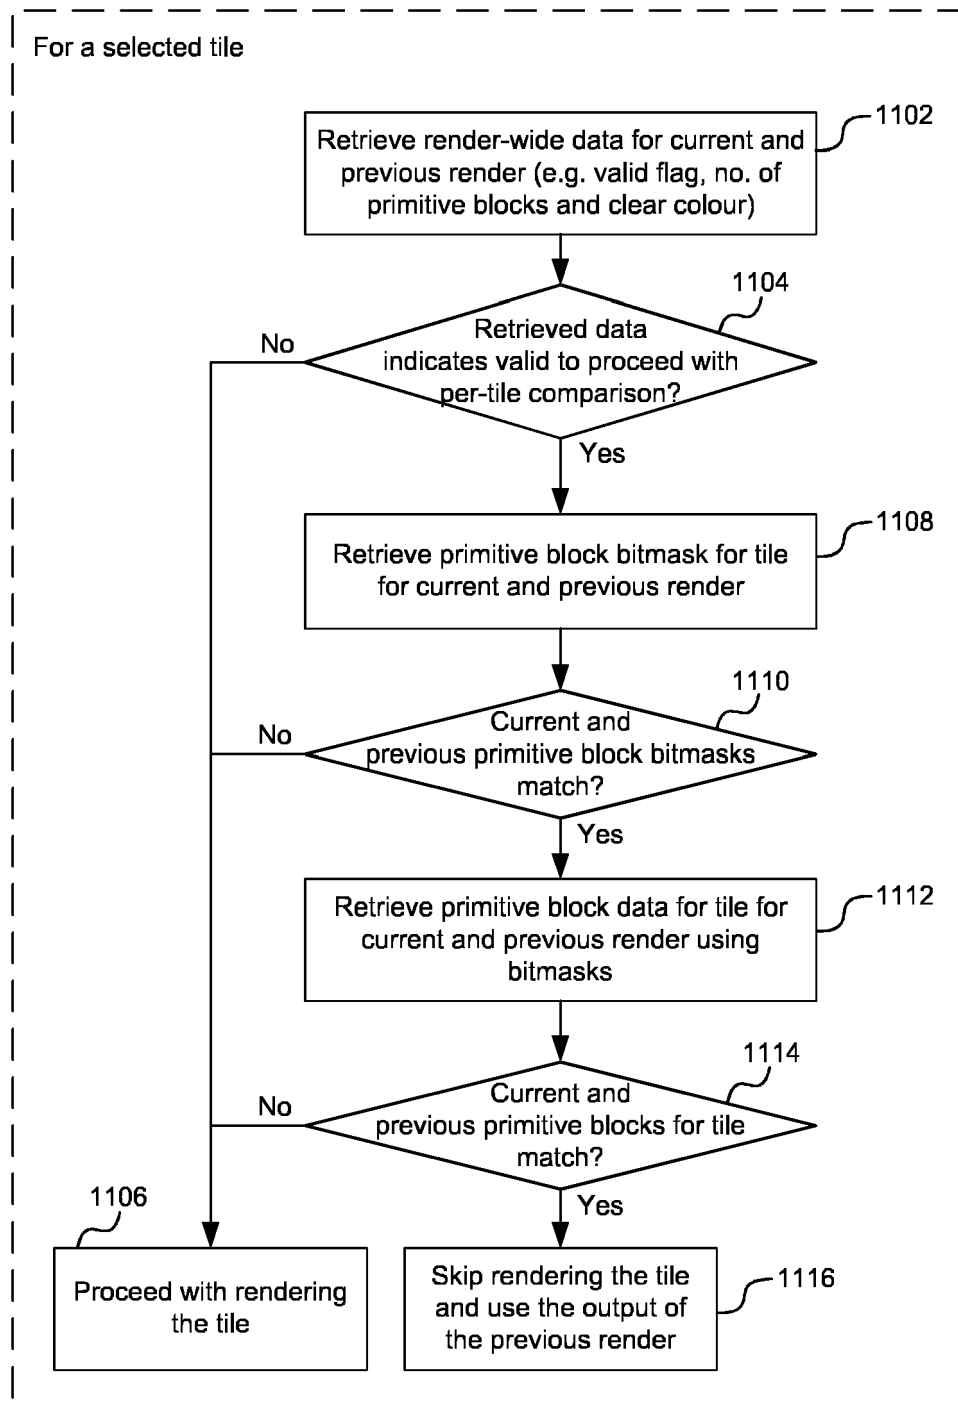 For a selected tile
1102
Retrieve render-wide data for current and
previous render (e.g. valid flag, no. of
primitive blocks and clear colour)
1104
Retrieved data
indicates valid to proceed with
per-tile comparison?
No
Yes
1108
Retrieve primitive block bitmask for tile
for current and previous render
1110
Current and
previous primitive block bitmasks
match?
No
Yes
1112
Retrieve primitive block data for tile for
current and previous render using
bitmasks
1114
Current and
previous primitive blocks for tile
match?
No
Yes
1106
Proceed with rendering
the tile
1116
Skip rendering the tile
and use the output of
the previous render